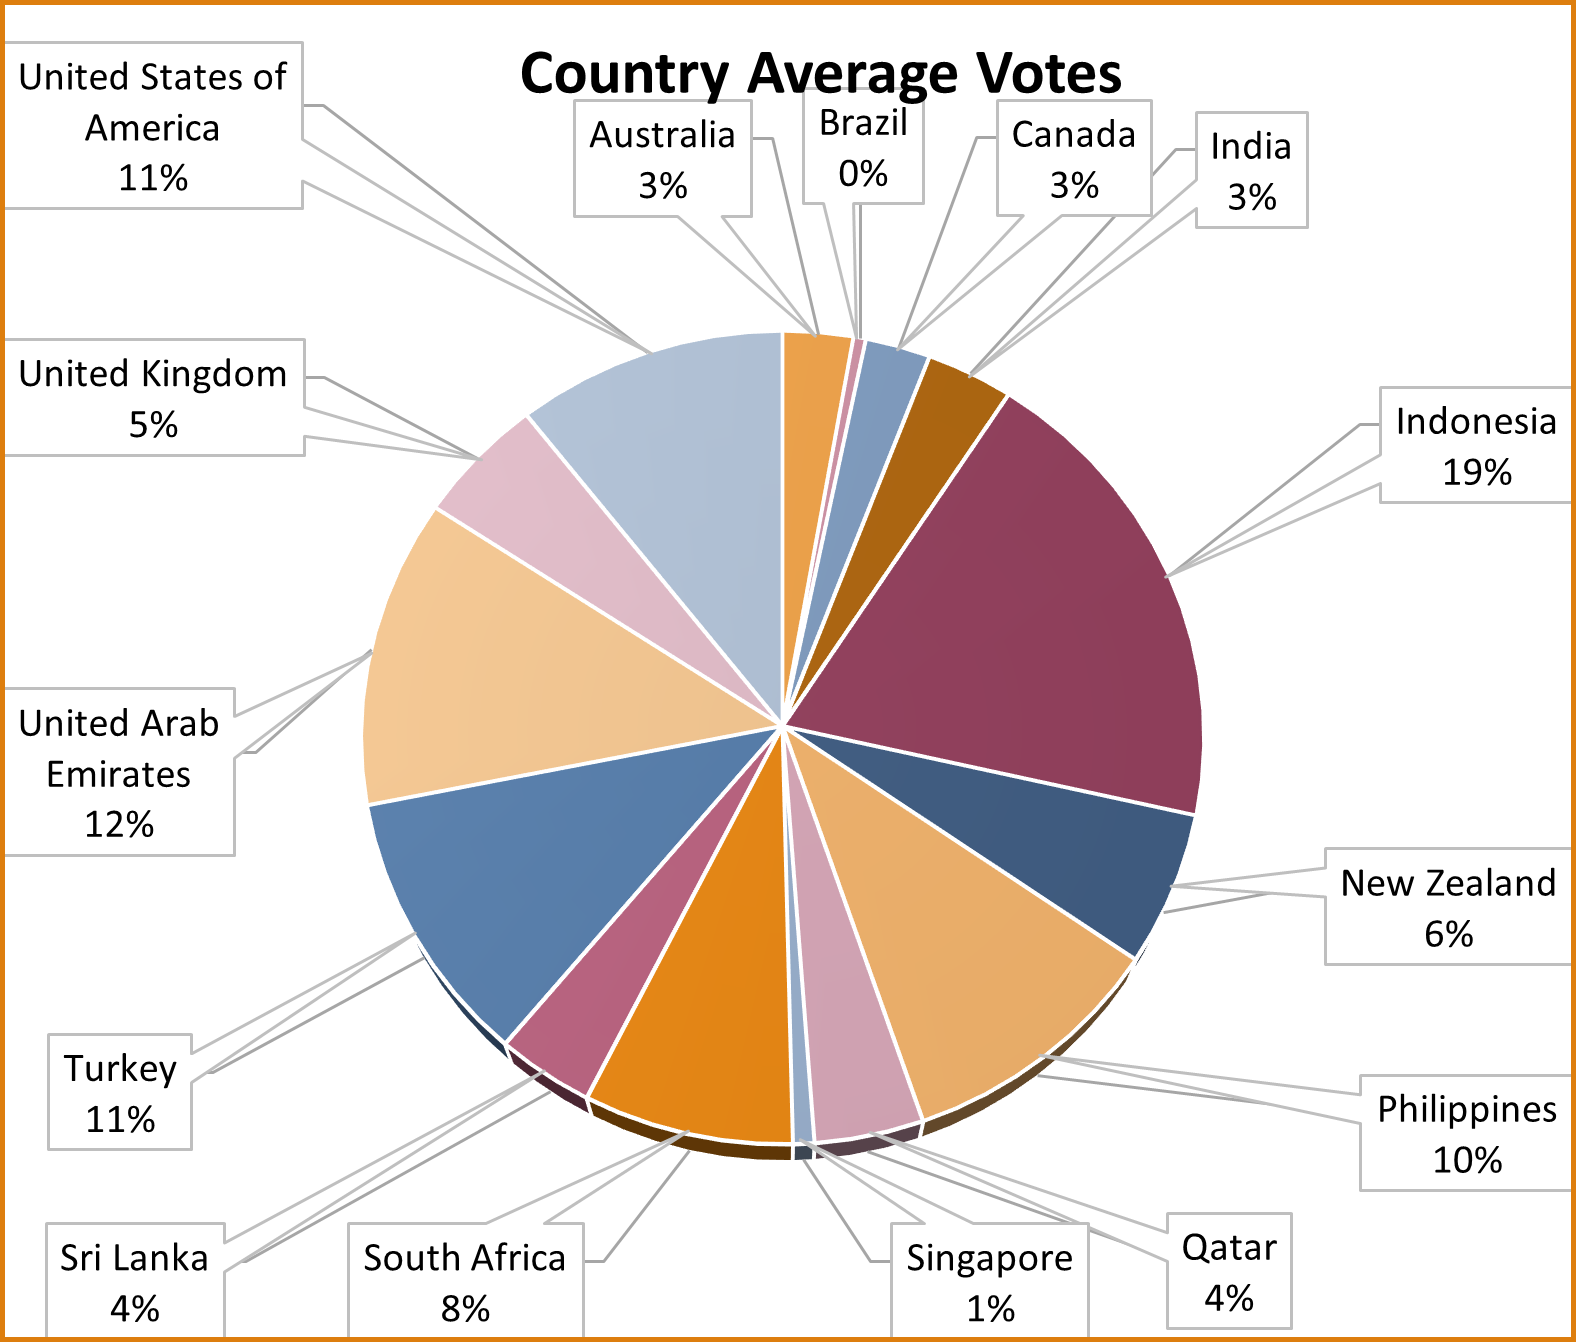 Country Average Votes
United States of
America
11%
Australia
3%
Brazil
0%
Canada
3%
India
3%
United Kingdom
5%
Indonesia
19%
United Arab
Emirates
12%
New Zealand
6%
Turkey
11%
Philippines
10%
Sri Lanka
4%
South Africa
8%
Singapore
1%
Qatar
4%